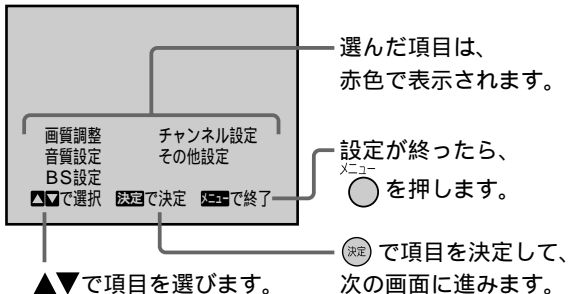 選んだ項目は、
赤色で表示されます。
画質調整 チャンネル設定
音質設定 その他設定
BS設定
▲▼で選択 決定で決定 メニューで終了
設定が終ったら、
メニュー
を押します。
決定 で項目を決定して、
次の画面に進みます。
▲▼で項目を選びます。